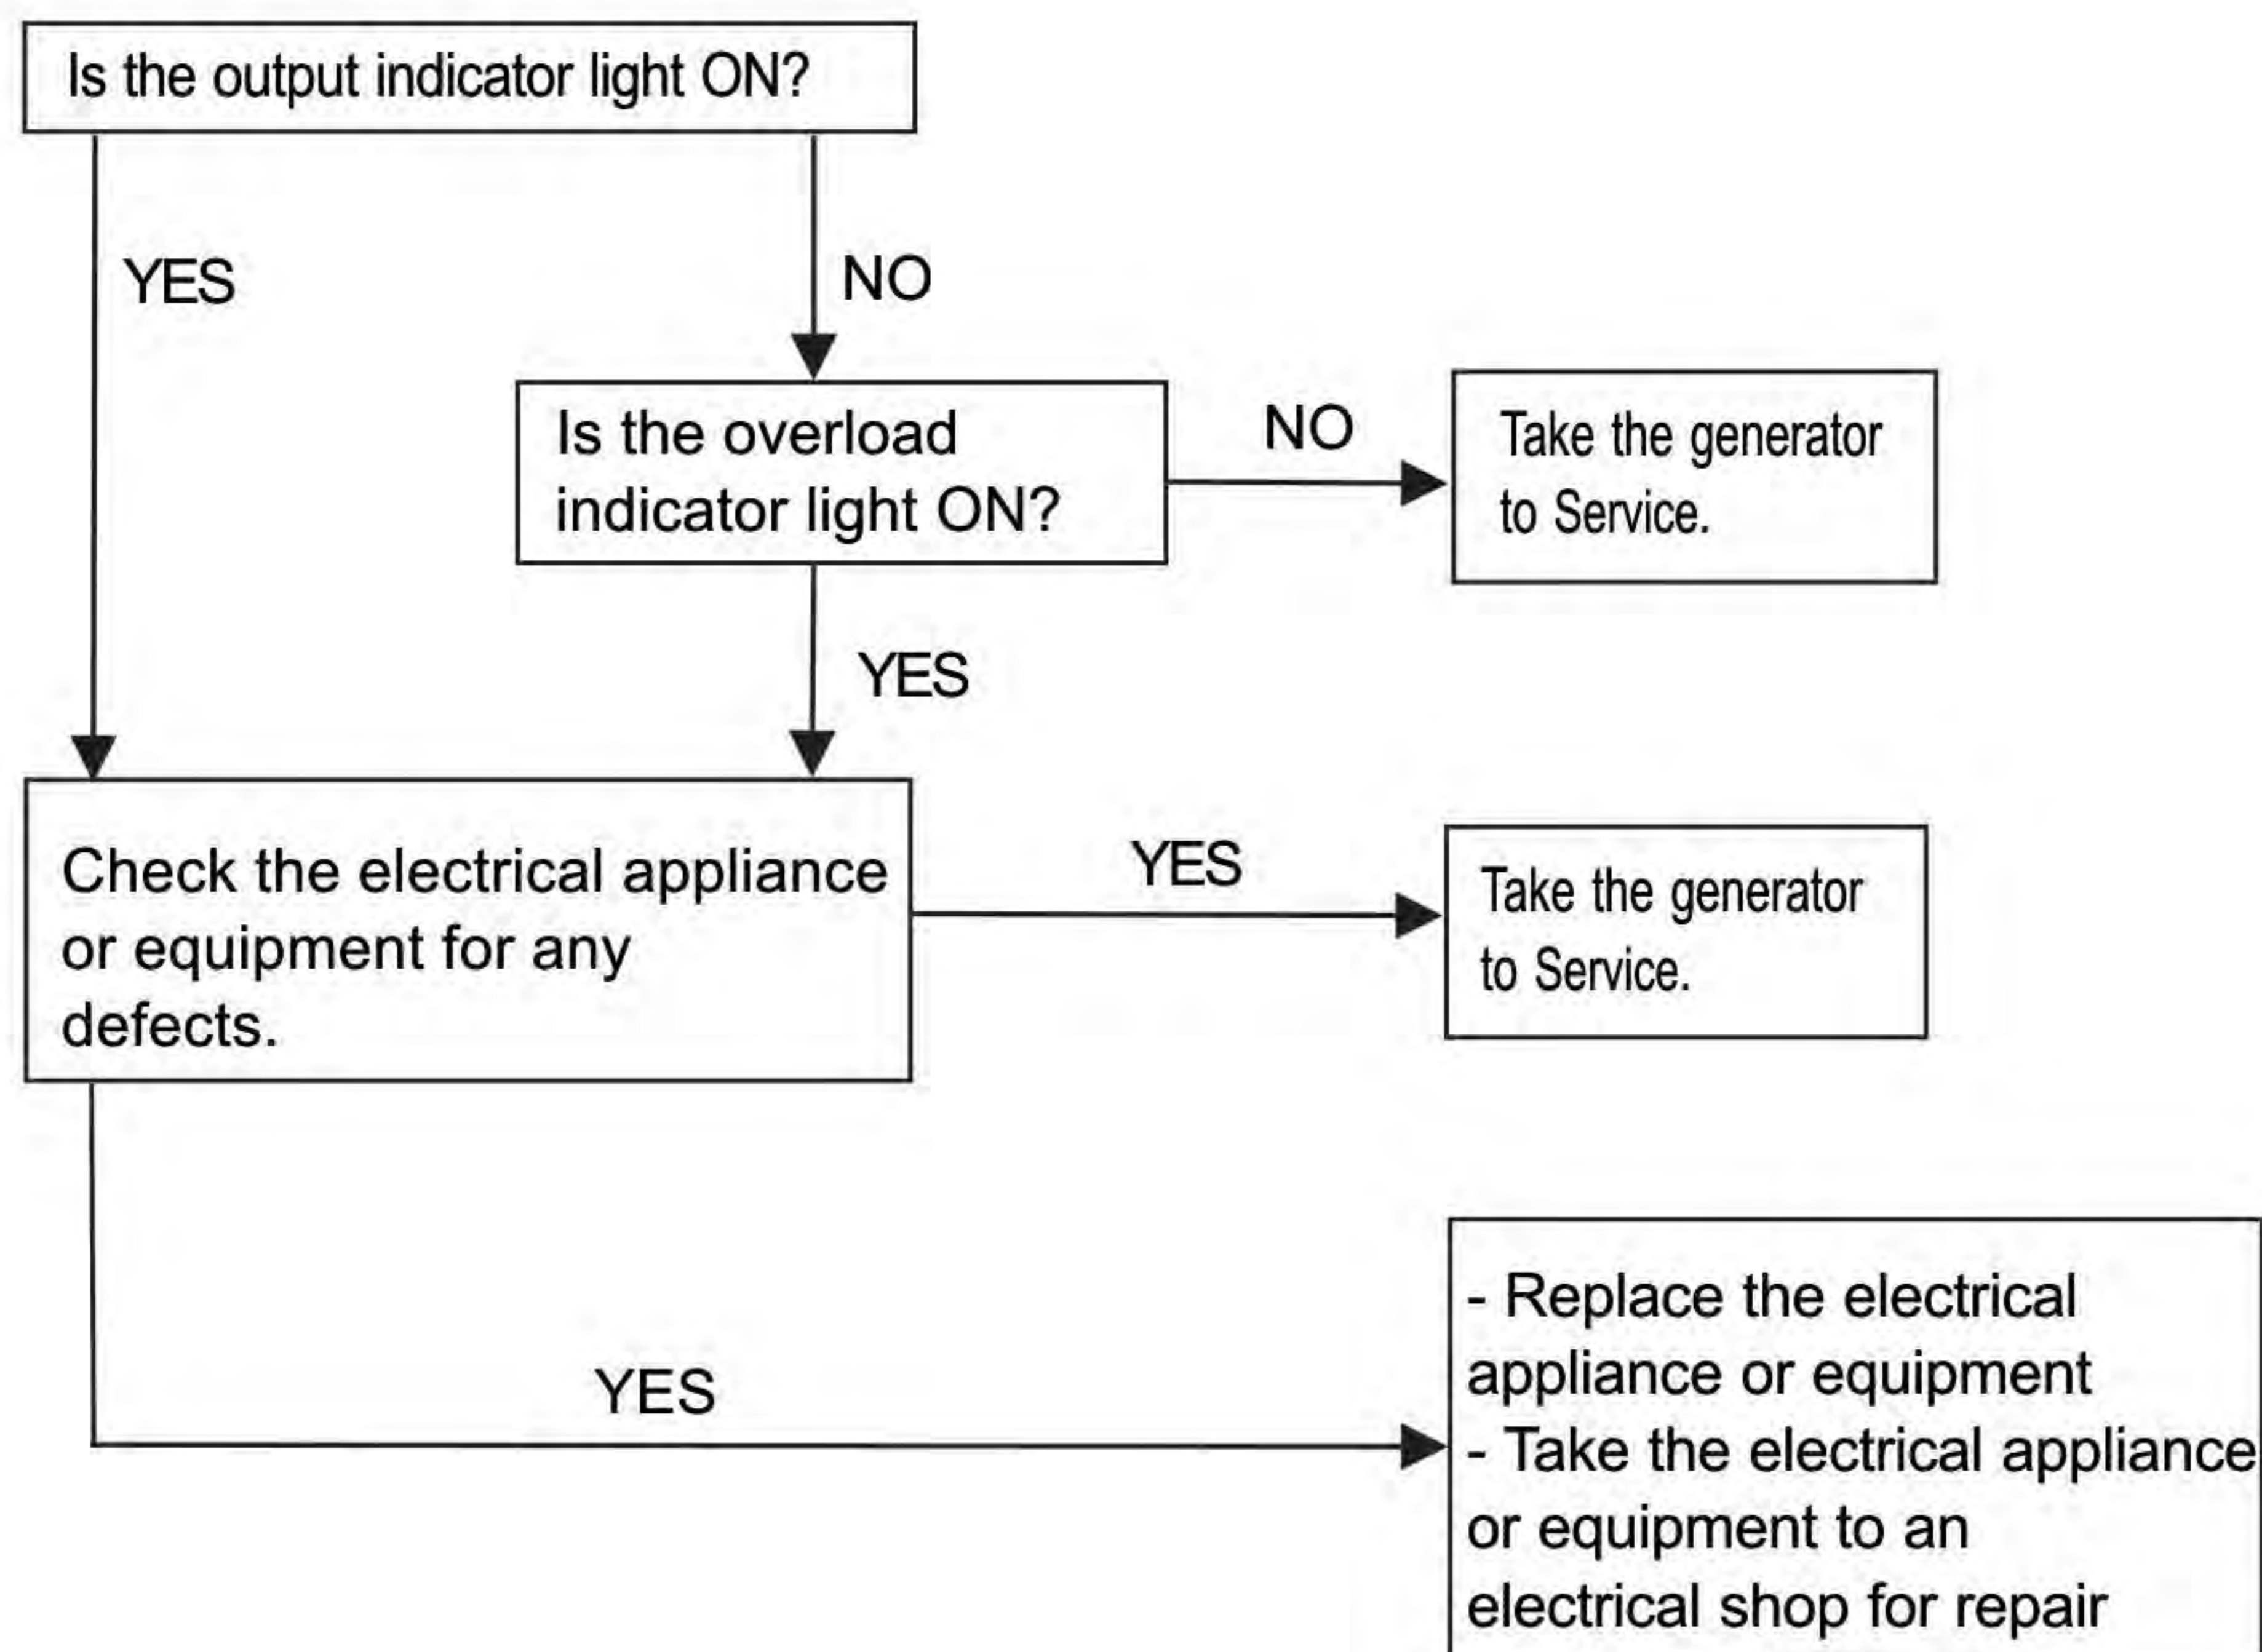 Is the output indicator light ON?
YES
NO
Is the overload
indicator light ON?
NO
Take the generator
to Service.
YES
Check the electrical appliance
or equipment for any
defects.
YES
Take the generator
to Service.
YES
- Replace the electrical
appliance or equipment
- Take the electrical appliance
or equipment to an
electrical shop for repair